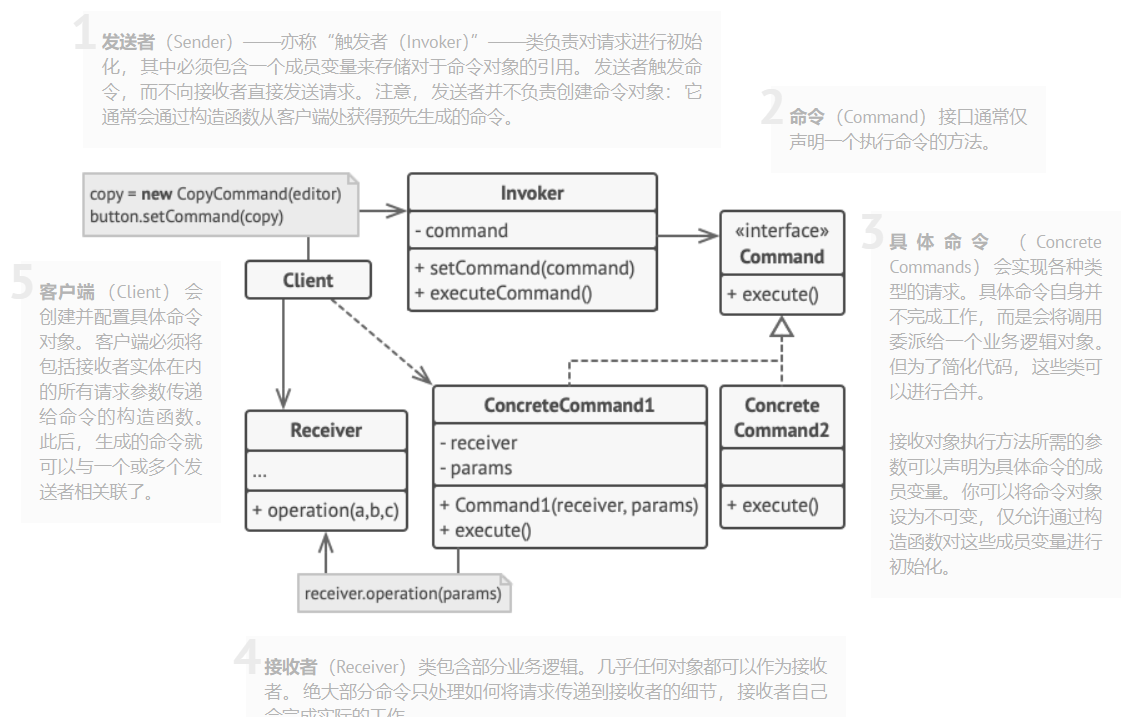 1
发送者（Sender）——亦称“触发者（Invoker）”——类负责对请求进行初始
化，其中必须包含一个成员变量来存储对于命令对象的引用。发送者触发命
令，而不向接收者直接发送请求。注意，发送者并不负责创建命令对象：它
通常会通过构造函数从客户端处获得预先生成的命令。
2
命令（Command）接口通常仅
声明一个执行命令的方法。
copy = new CopyCommand(editor)
button.setCommand(copy)
Invoker
- command
+ setCommand(command)
+ executeCommand()
«interface»
Command
+ execute()
3
具体命令（Concrete
Commands）会实现各种类
型的请求。具体命令自身并
不完成工作，而是会将调用
委派给一个业务逻辑对象。
但为了简化代码，这些类可
以进行合并。
接收对象执行方法所需的参
数可以声明为具体命令的成
员变量。你可以将命令对象
设为不可变，仅允许通过构
造函数对这些成员变量进行
初始化。
5
客户端（Client）会
创建并配置具体命令
对象。客户端必须将
包括接收者实体在内
的所有请求参数传递
给命令的构造函数。
此后，生成的命令就
可以与一个或多个发
送者相关联了。
Client
Receiver
...
+ operation(a,b,c)
ConcreteCommand1
- receiver
- params
+ Command1(receiver, params)
+ execute()
Concrete
Command2
+ execute()
receiver.operation(params)
4
接收者（Receiver）类包含部分业务逻辑。几乎任何对象都可以作为接收
者。绝大部分命令只处理如何将请求传递到接收者的细节，接收者自己
会完成实际的工作